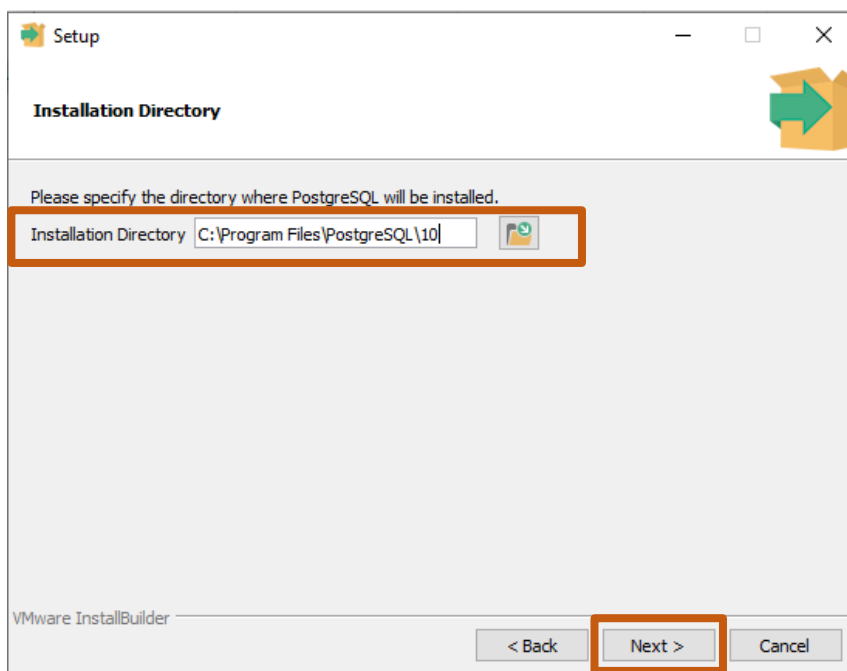 Setup
Installation Directory
Please specify the directory where PostgreSQL will be installed.
Installation Directory C:\Program Files\PostgreSQL\10
VMware InstallBuilder
< Back Next > Cancel